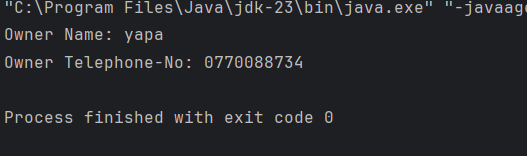 "C:\Program Files\Java\jdk-23\bin\java.exe" "-javaage
Owner Name: yapa
Owner Telephone-No: 0770088734
Process finished with exit code 0